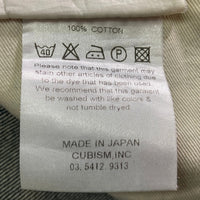 100% COTTON
40
Please note that this garment may
stain other articles of clothing due
to the dye that has been used.
We recommend that this garment
be washed with like colors &
not tumble dryed.
MADE IN JAPAN
CUBISM.INC
03. 5412. 9313